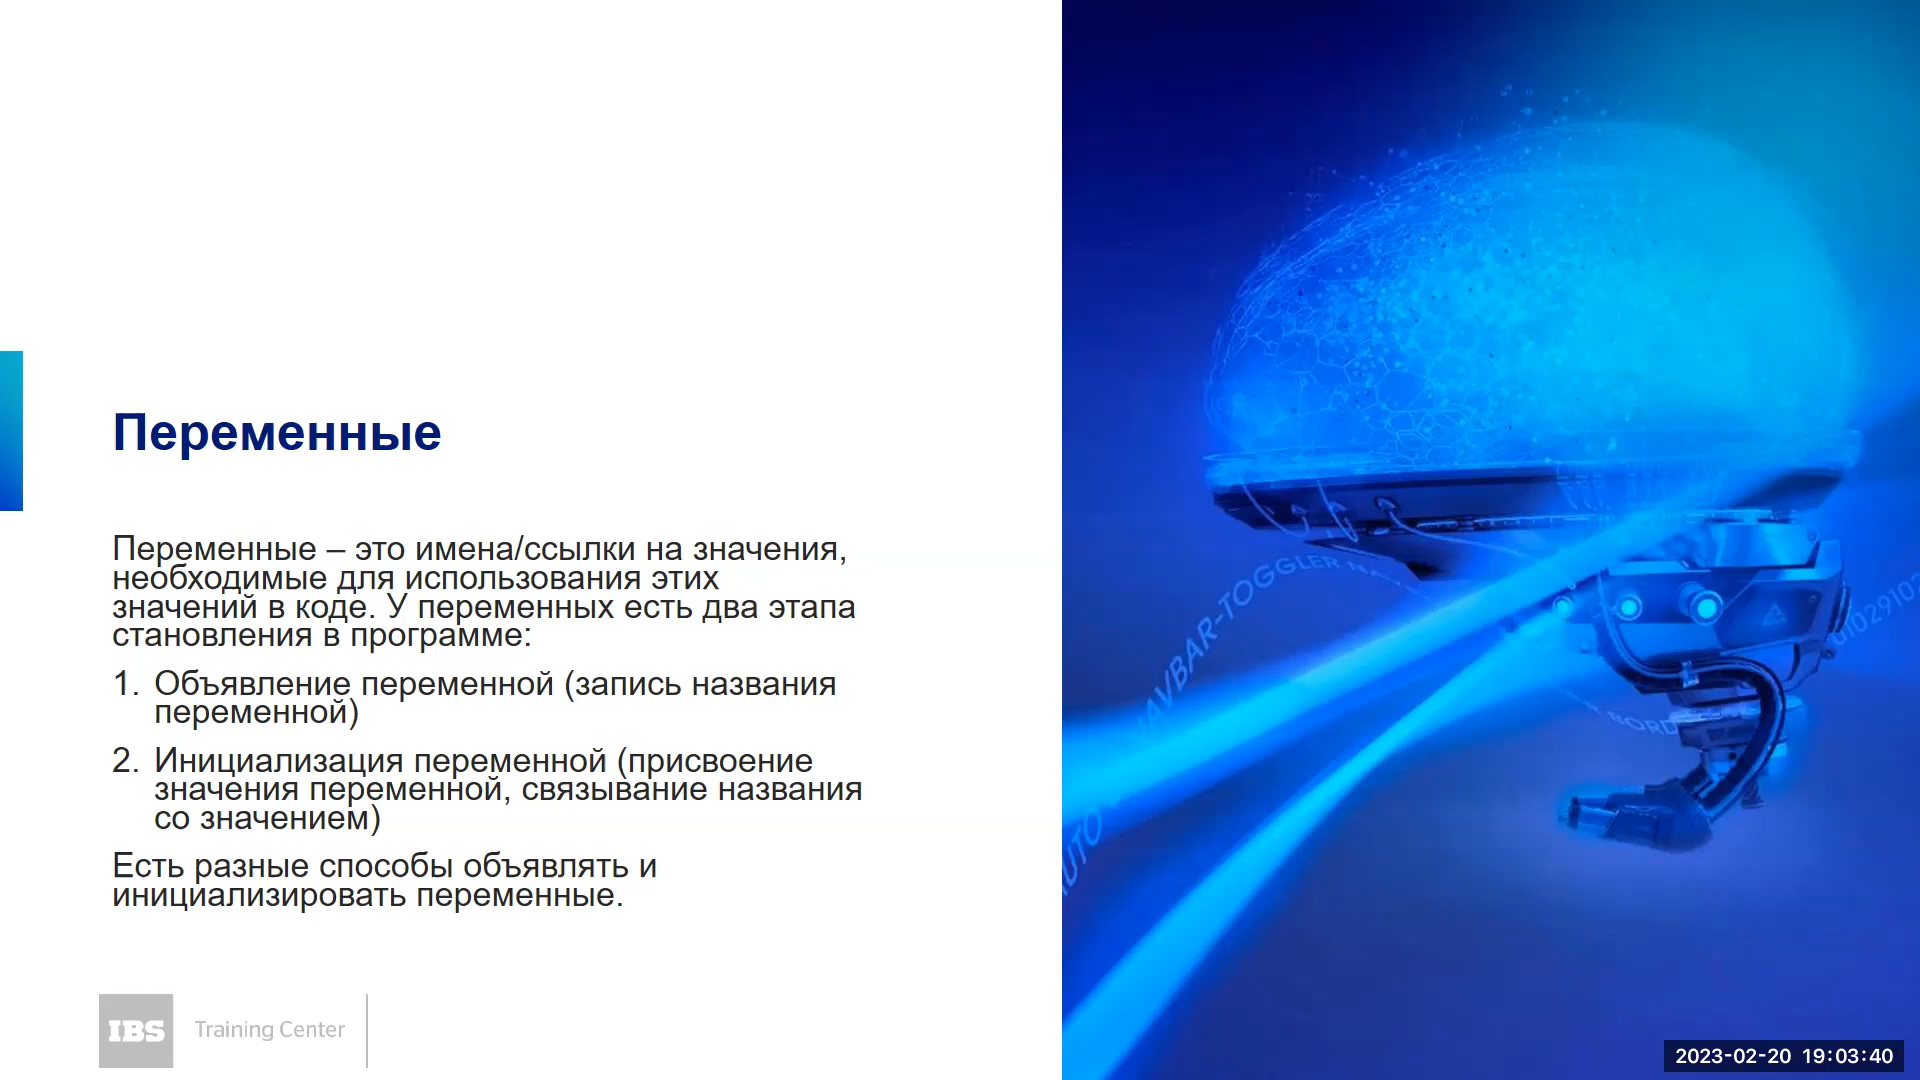 Переменные
Переменные – это имена/ссылки на значения,
необходимые для использования этих
значений в коде. У переменных есть два этапа
становления в программе:
1. Объявление переменной (запись названия
переменной)
2. Инициализация переменной (присвоение
значения переменной, связывание названия
со значением)
Есть разные способы объявлять и
инициализировать переменные.
IBS Training Center
NAVBAR-TOGGLER
2023-02-20 19:03:40